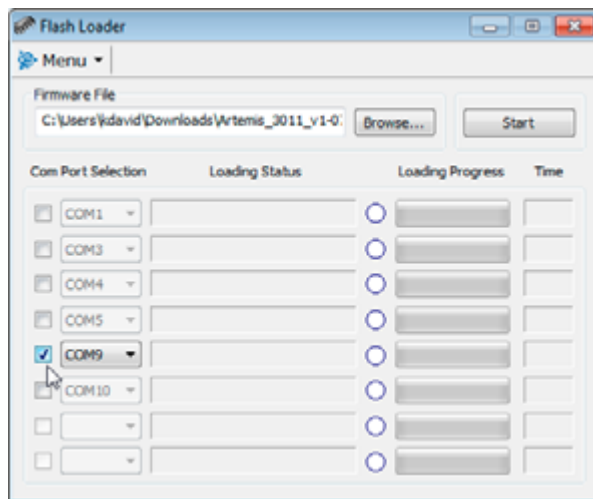 Flash Loader
Menu
Firmware File
C:\Users\kdavid\Downloads\Artemis_3011_v1-0
Browse...
Start
Com Port Selection Loading Status Loading Progress Time
COM1
COM3
COM4
COM5
COM9
COM10